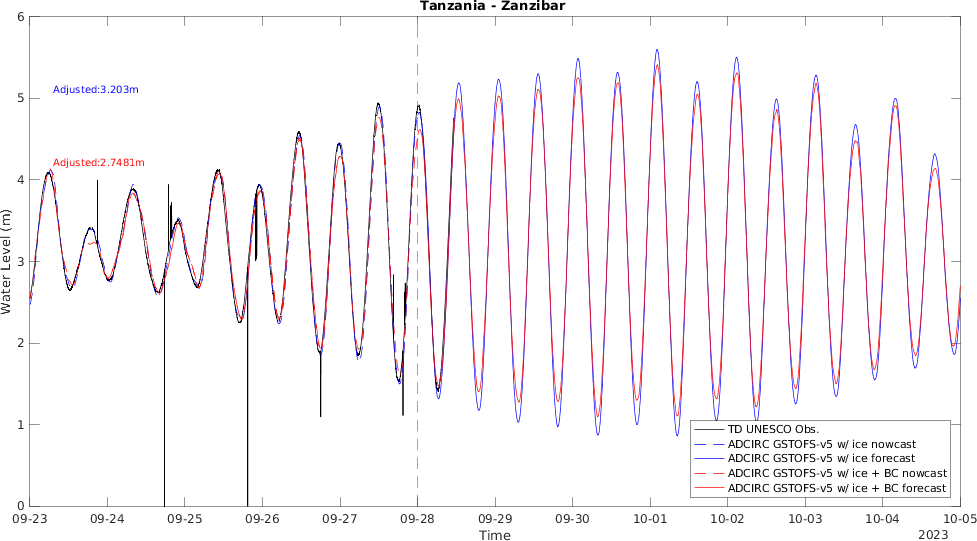 Tanzania - Zanzibar
6
5
4
3
2
1
0
Water Level (m)
Adjusted:3.203m
Adjusted:2.7481m
TD UNESCO Obs.
ADCIRC GSTOFS-v5 w/ ice nowcast
ADCIRC GSTOFS-v5 w/ ice forecast
ADCIRC GSTOFS-v5 w/ ice + BC nowcast
ADCIRC GSTOFS-v5 w/ ice + BC forecast
09-23 09-24 09-25 09-26 09-27 09-28 09-29 09-30 10-01 10-02 10-03 10-04 10-05
Time
2023